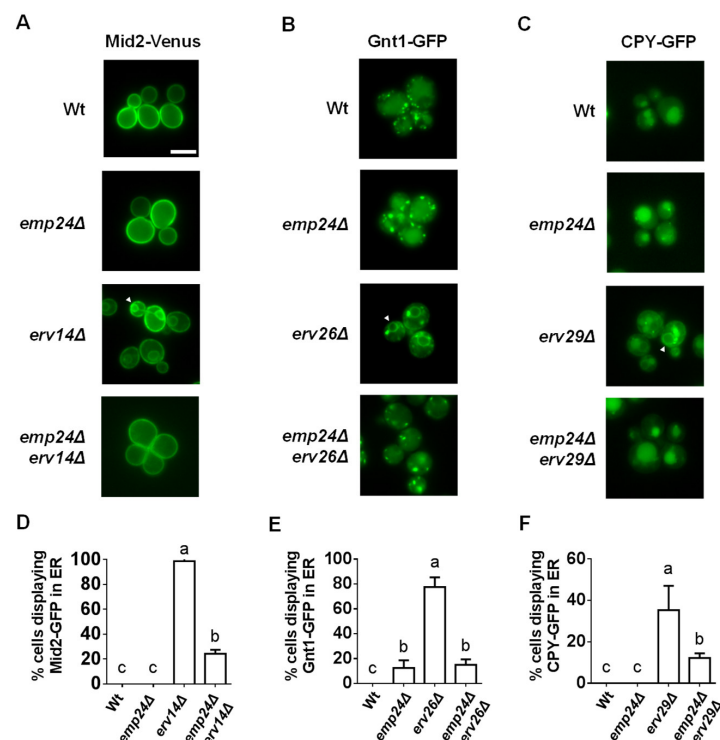 A
Mid2-Venus
Wt
emp24Δ
erv14Δ
emp24Δ
erv14Δ
B
Gnt1-GFP
Wt
emp24Δ
erv26Δ
emp24Δ
erv26Δ
C
CPY-GFP
Wt
emp24Δ
erv29Δ
emp24Δ
erv29Δ
D
% cells displaying
Mid2-GFP in ER
100
80
60
40
20
0
c
c
a
b
Wt
emp24Δ
erv14Δ
emp24Δ
erv14Δ
E
% cells displaying
Gnt1-GFP in ER
100
80
60
40
20
0
c
b
a
b
Wt
emp24Δ
erv26Δ
emp24Δ
erv26Δ
F
% cells displaying
CPY-GFP in ER
60
40
20
0
c
c
a
b
Wt
emp24Δ
erv29Δ
emp24Δ
erv29Δ